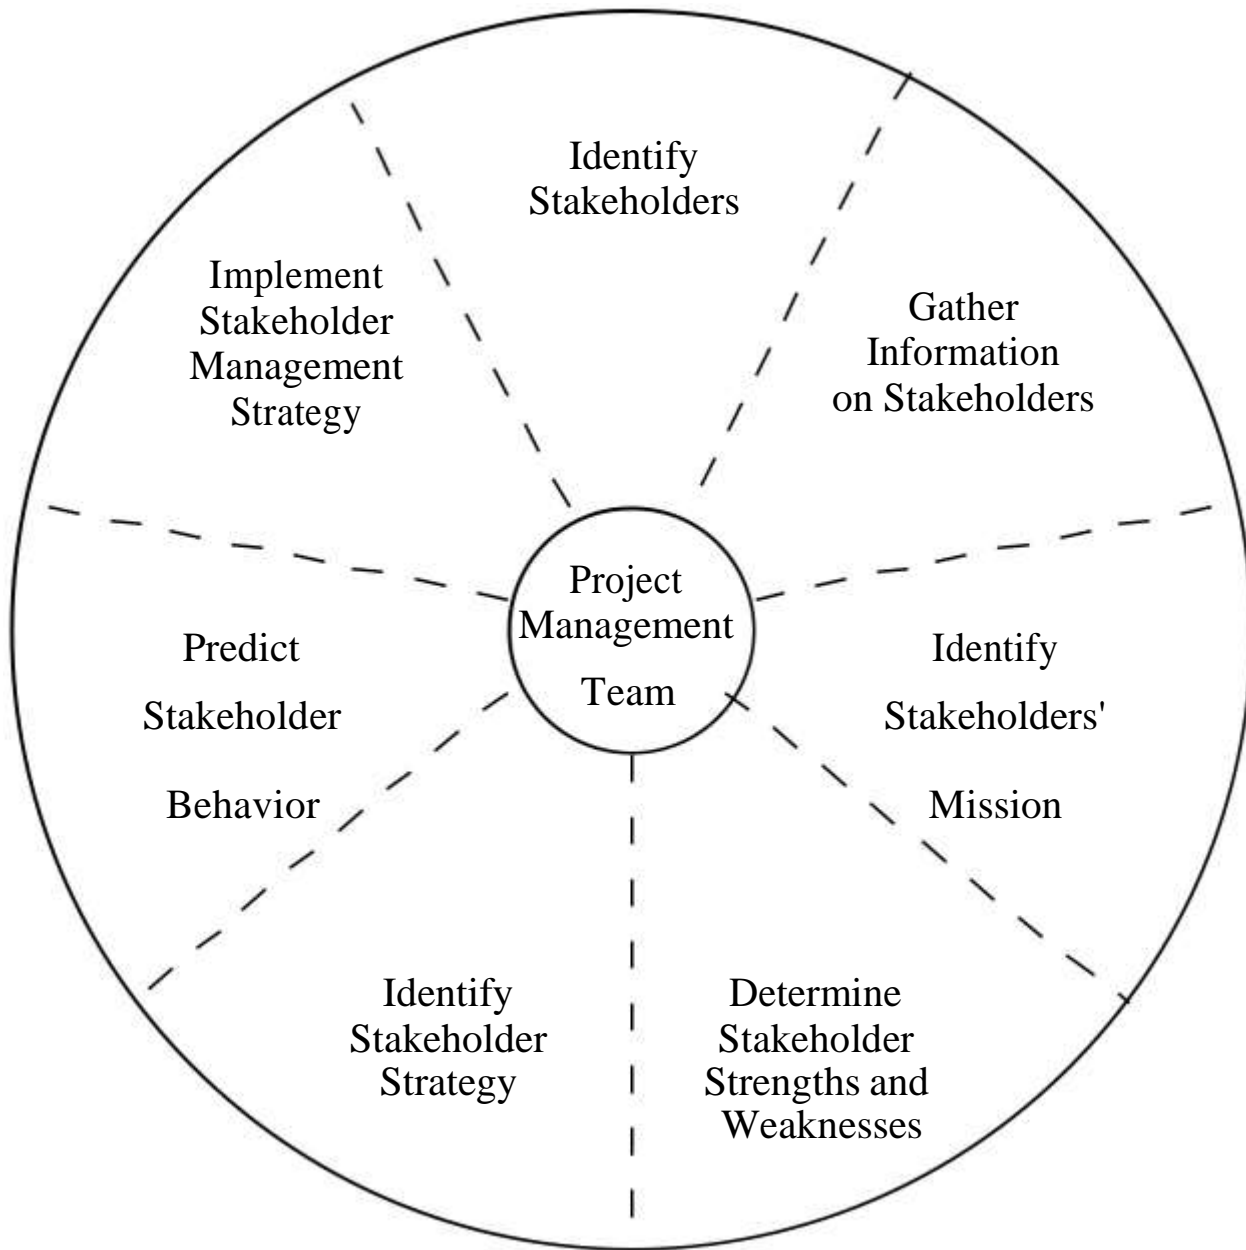 Identify
Stakeholders
Gather
Information
on Stakeholders
Identify
Stakeholders'
Mission
Determine
Stakeholder
Strengths and
Weaknesses
Identify
Stakeholder
Strategy
Predict
Stakeholder
Behavior
Implement
Stakeholder
Management
Strategy
Project
Management
Team